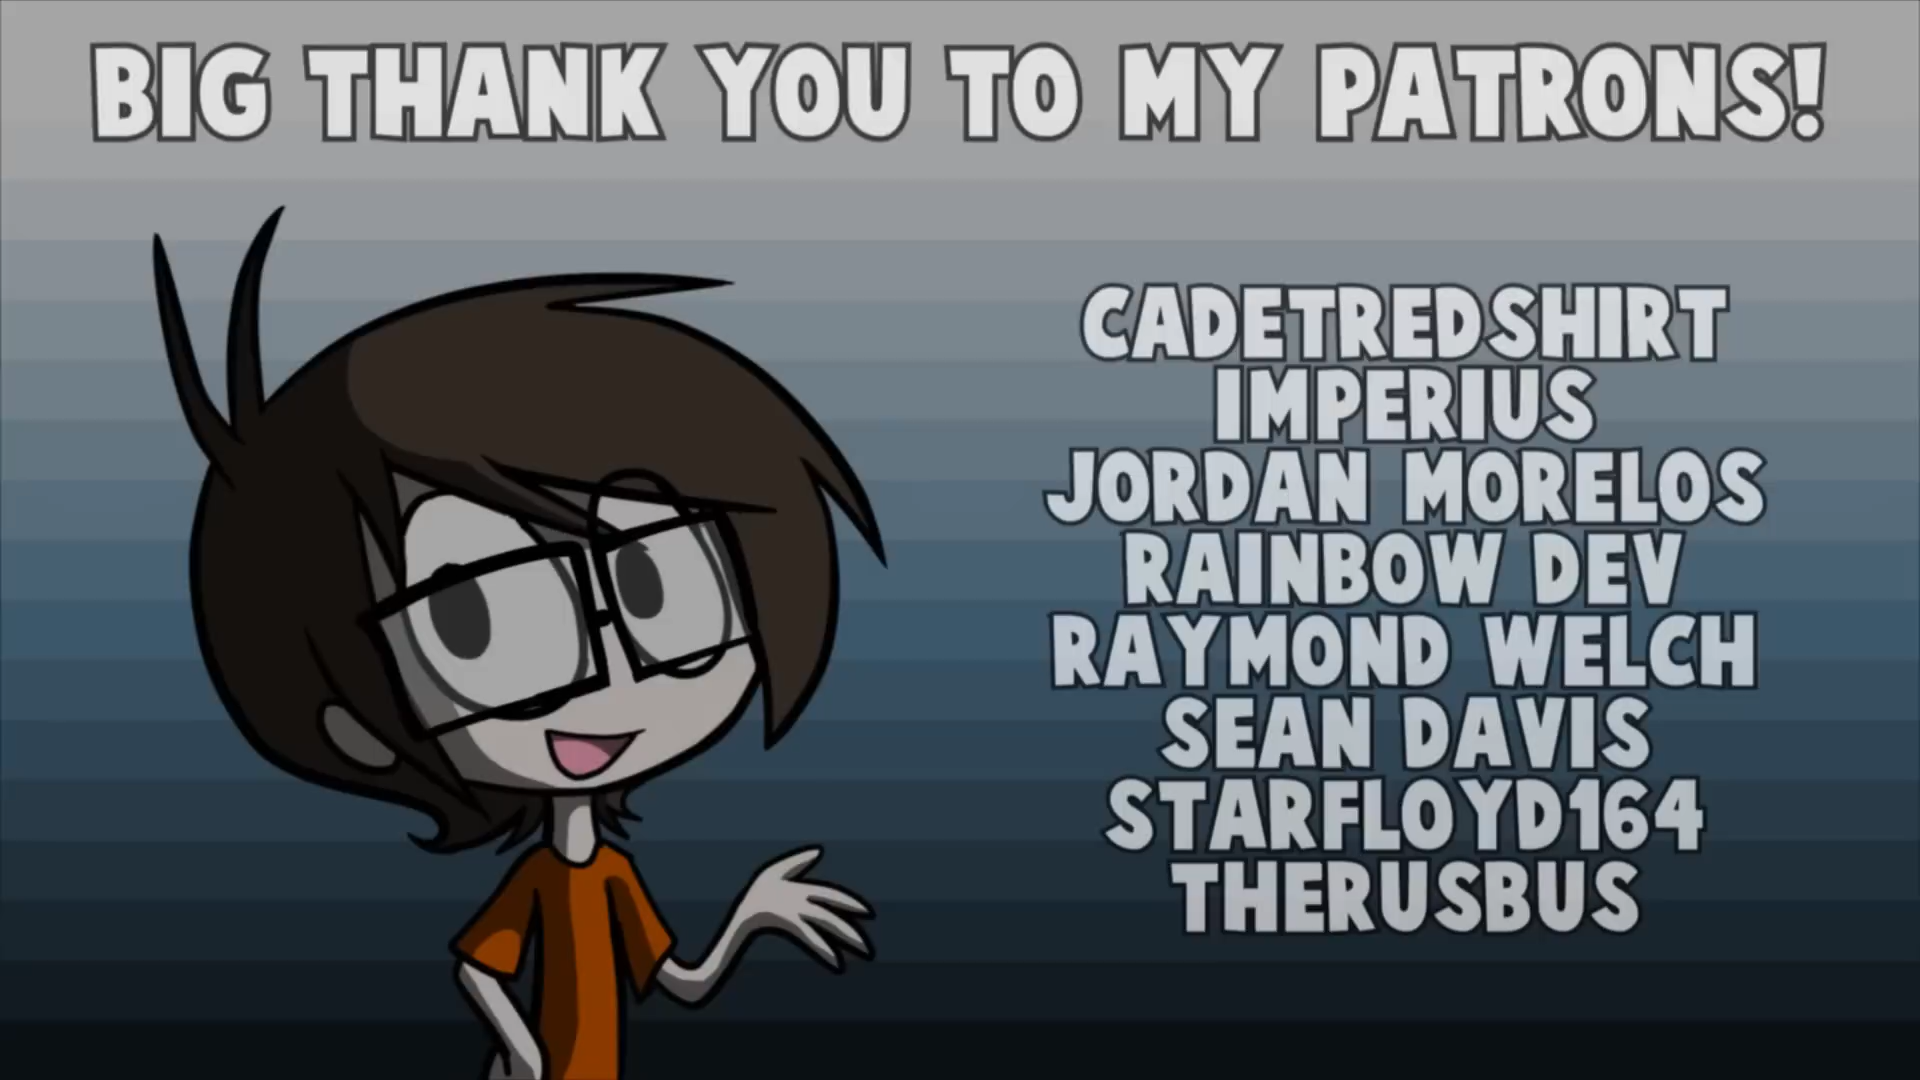 BIG THANK YOU TO MY PATRONS!
CADETREDSHIRT
IMPERIUS
JORDAN MORELOS
RAINBOW DEV
RAYMOND WELCH
SEAN DAVIS
STARFLOYD164
THERUSBUS